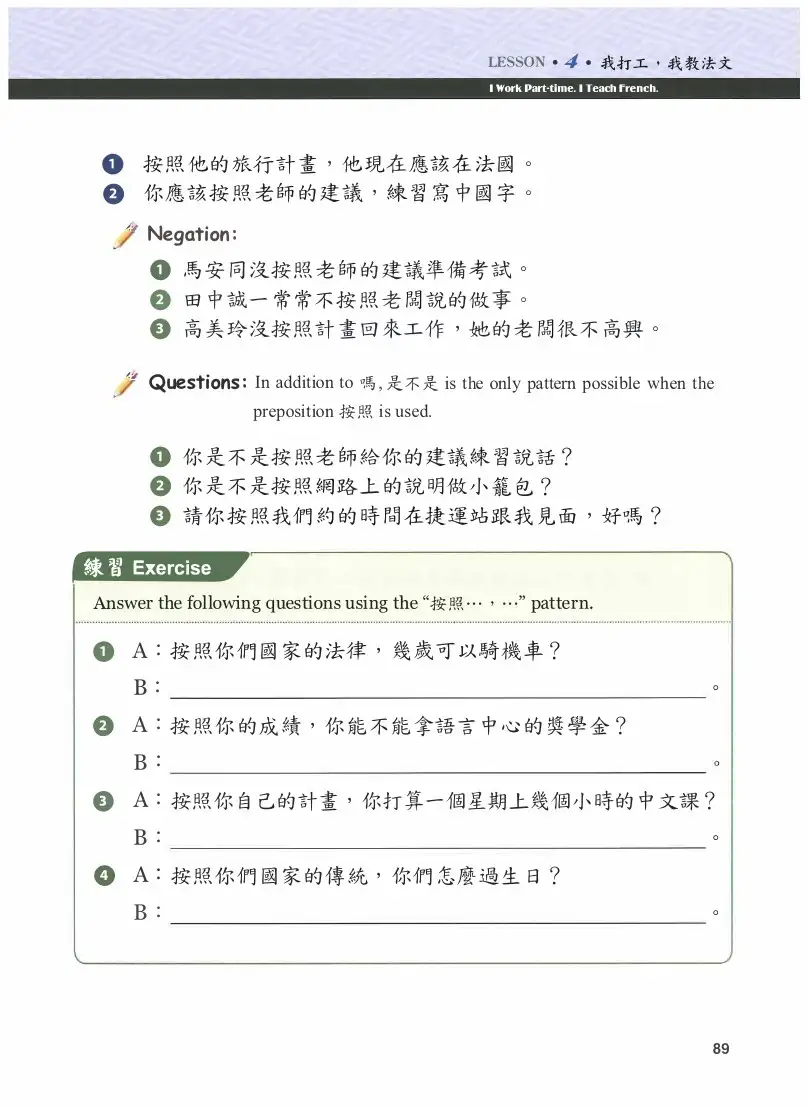 LESSON • 4 • 我打工，我教法文
I Work Part-time. I Teach French.
1 按照他的旅行計畫，他現在應該在法國。
2 你應該按照老師的建議，練習寫中國字。
Negation:
1 馬安同沒按照老師的建議準備考試。
2 田中誠一常常不按照老闆說的做事。
3 高美玲沒按照計畫回來工作，她的老闆很不高興。
Questions: In addition to 嗎, 是不是 is the only pattern possible when the
preposition 按照 is used.
1 你是不是按照老師給你的建議練習說話？
2 你是不是按照網路上的說明做小籠包？
3 請你按照我們約的時間在捷運站跟我見面，好嗎？
練習 Exercise
Answer the following questions using the “按照…，…” pattern.
1 A：按照你們國家的法律，幾歲可以騎機車？
B：。
2 A：按照你的成績，你能不能拿語言中心的獎學金？
B：。
3 A：按照你自己的計畫，你打算一個星期上幾個小時的中文課？
B：。
4 A：按照你們國家的傳統，你們怎麼過生日？
B：。
89